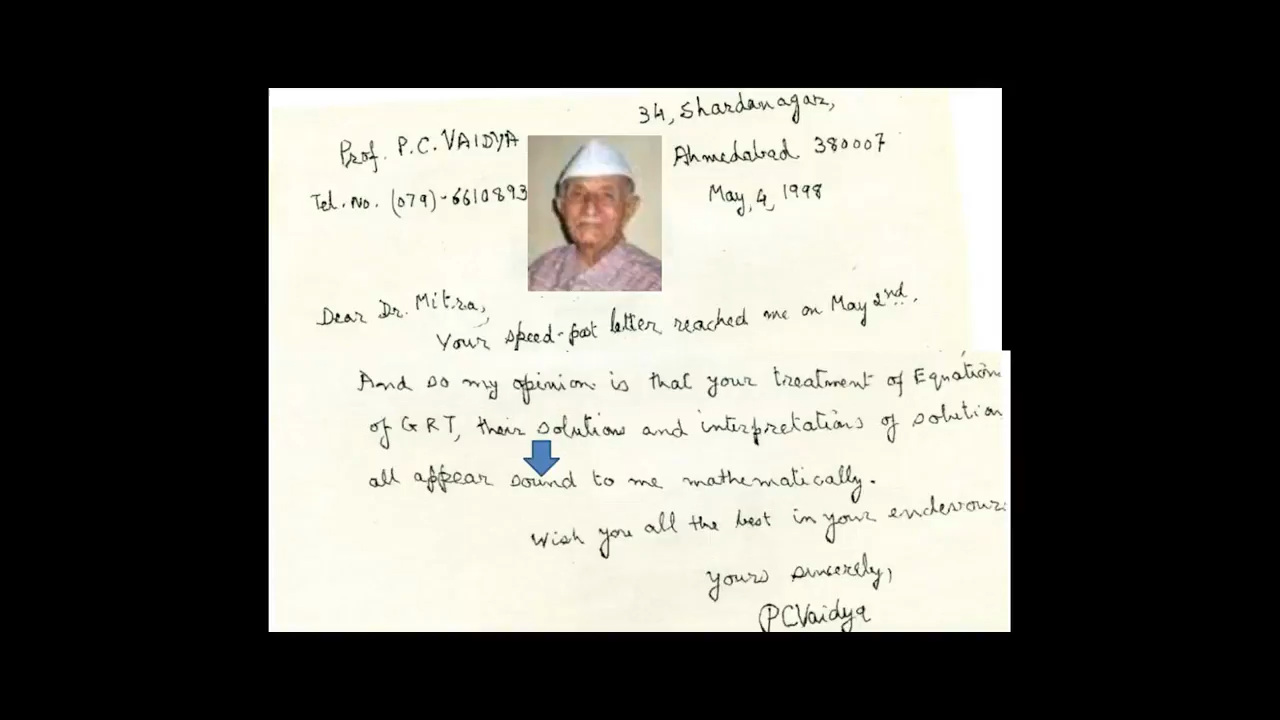 34, Shardanagar,
Prof. P.C. VAIDYA
Ahmedabad 380007
Tel. No. (079)-6610893
May, 4, 1998
Dear Dr. Mitra,
Your speed-post letter reached me on May 2nd.
And so my opinion is that your treatment of Equation
of GRT, their solutions and interpretations of solution
all appear sound to me mathematically.
Wish you all the best in your endevour.
yours sincerely,
PCVaidya